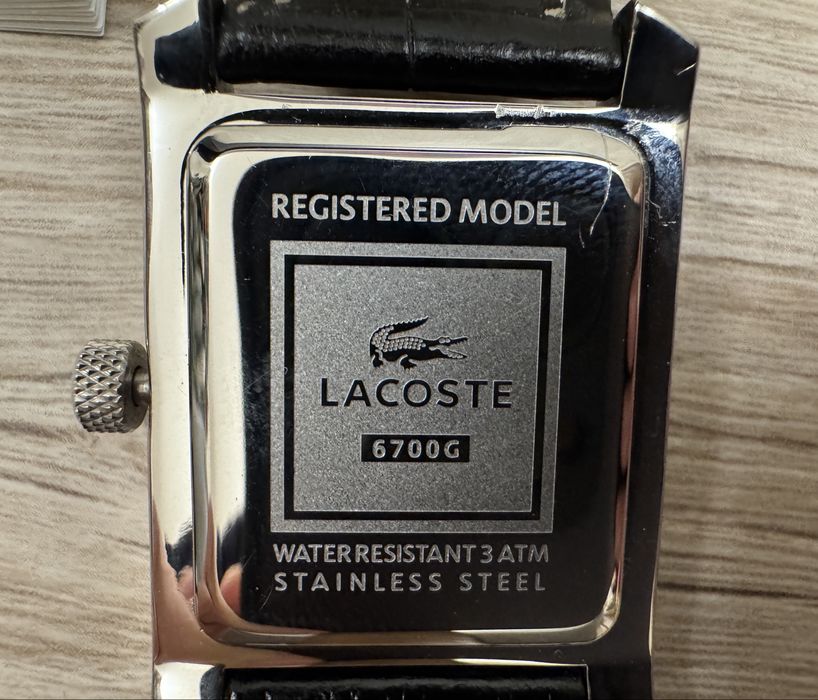 REGISTERED MODEL
LACOSTE
6700G
WATER RESISTANT 3 ATM
STAINLESS STEEL